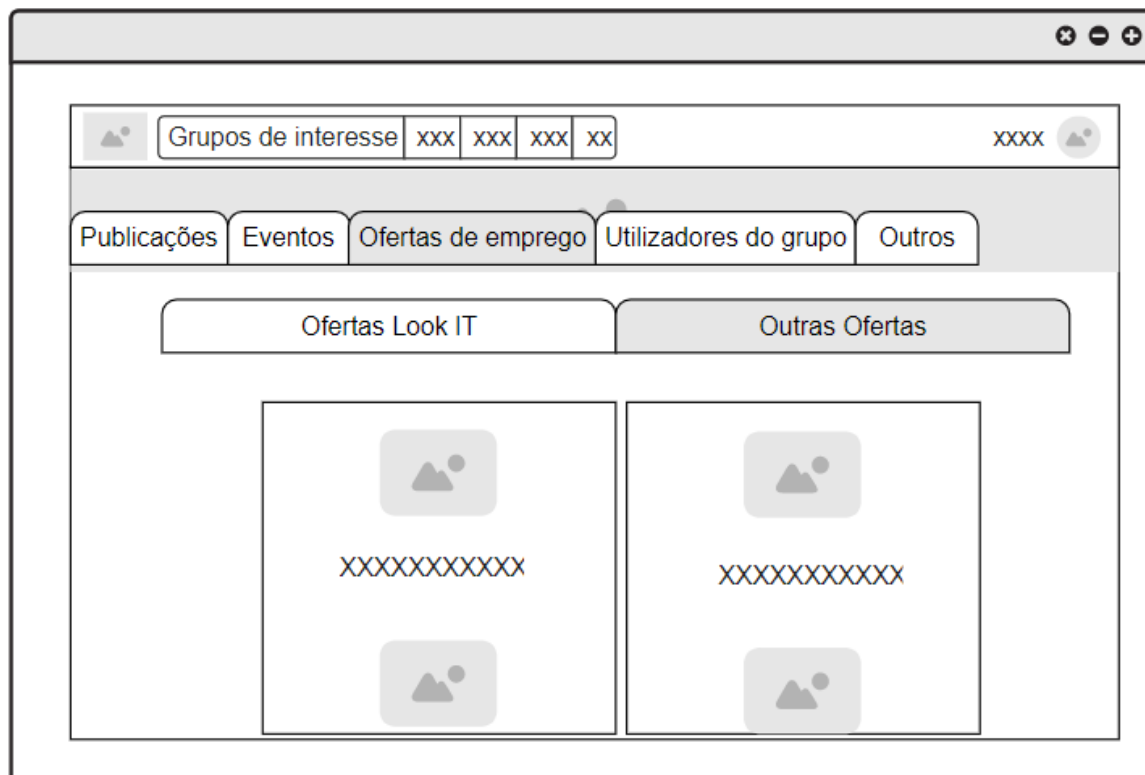 Grupos de interesse xxx xxx xxx xx xxxx
Publicações Eventos Ofertas de emprego Utilizadores do grupo Outros
Ofertas Look IT Outras Ofertas
XXXXXXXXXXX XXXXXXXXXXX